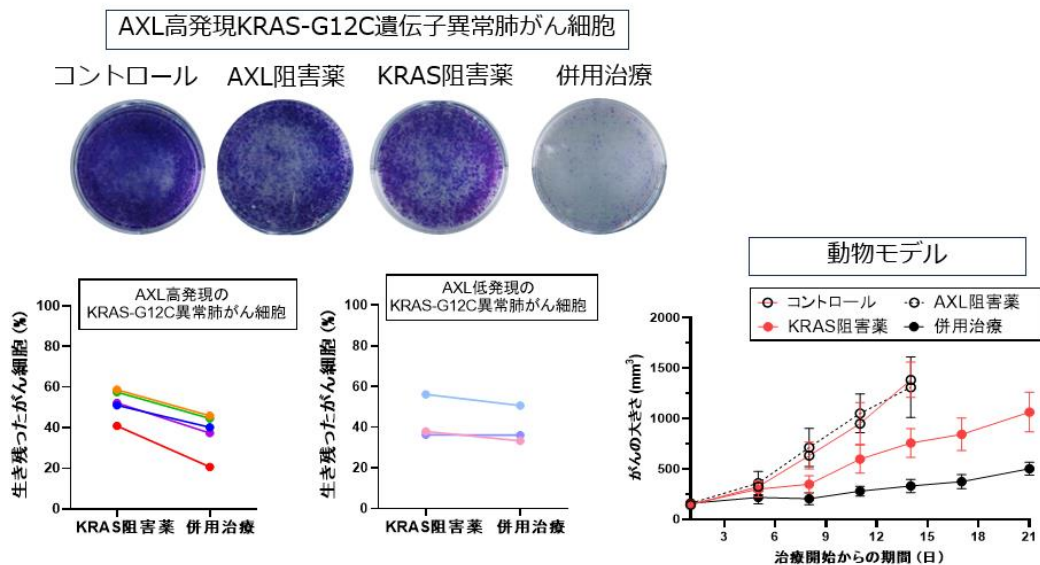 AXL高発現KRAS-G12C遺伝子異常肺がん細胞
コントロール AXL阻害薬 KRAS阻害薬 併用治療
AXL高発現の
KRAS-G12C異常肺がん細胞
生き残ったがん細胞 (%)
100
80
60
40
20
0
KRAS阻害薬 併用治療
AXL低発現の
KRAS-G12C異常肺がん細胞
生き残ったがん細胞 (%)
100
80
60
40
20
0
KRAS阻害薬 併用治療
動物モデル
コントロール AXL阻害薬
KRAS阻害薬 併用治療
がんの大きさ (mm³)
2000
1500
1000
500
0
3 6 9 12 15 18 21
治療開始からの期間 (日)